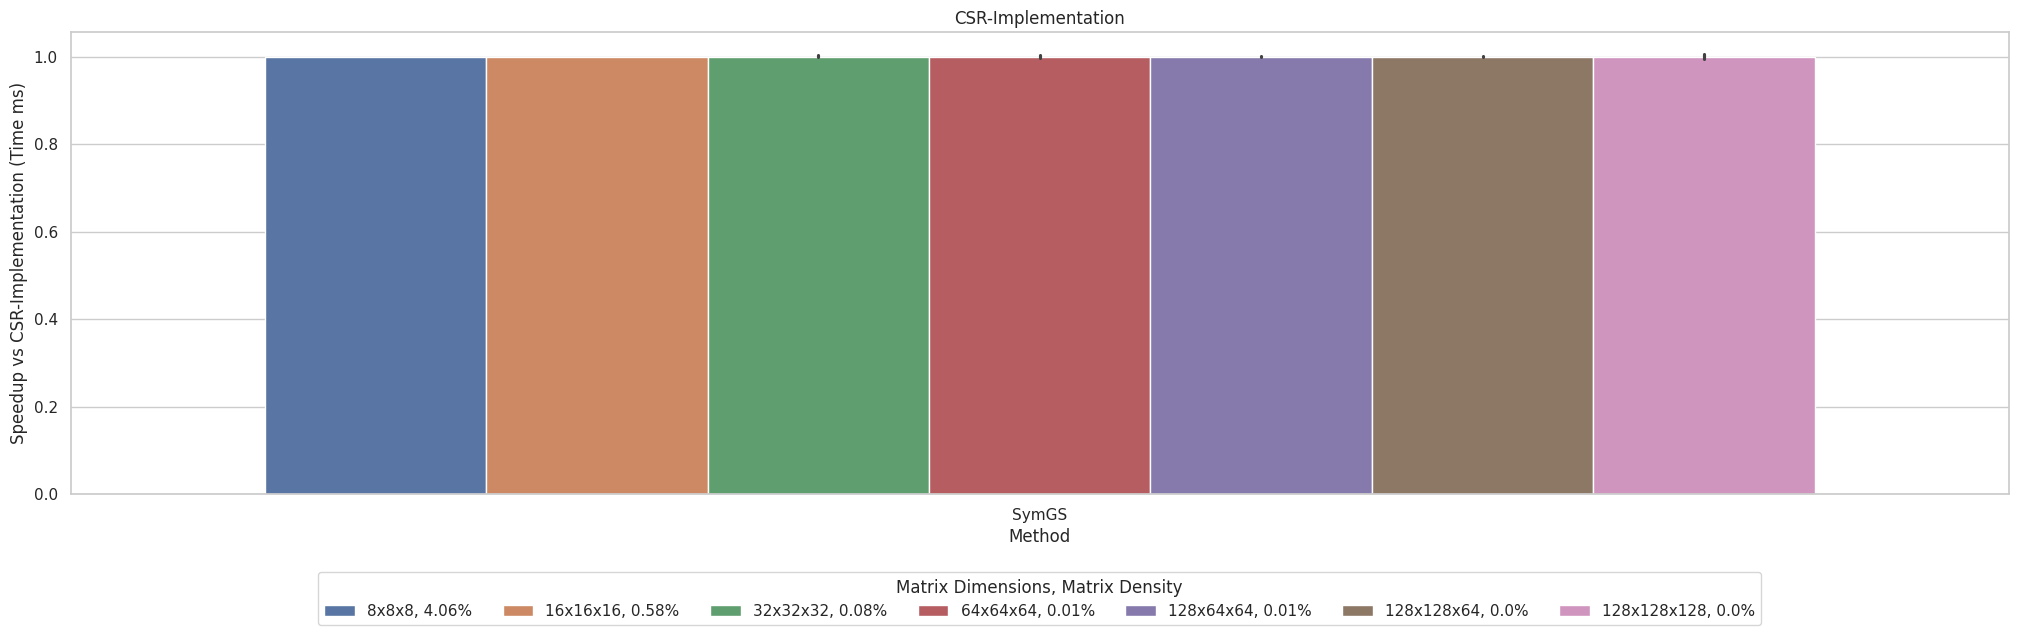 CSR-Implementation
Speedup vs CSR-Implementation (Time ms)
1.0
0.8
0.6
0.4
0.2
0.0
SymGS
Method
Matrix Dimensions, Matrix Density
8x8x8, 4.06% 16x16x16, 0.58% 32x32x32, 0.08% 64x64x64, 0.01% 128x64x64, 0.01% 128x128x64, 0.0% 128x128x128, 0.0%